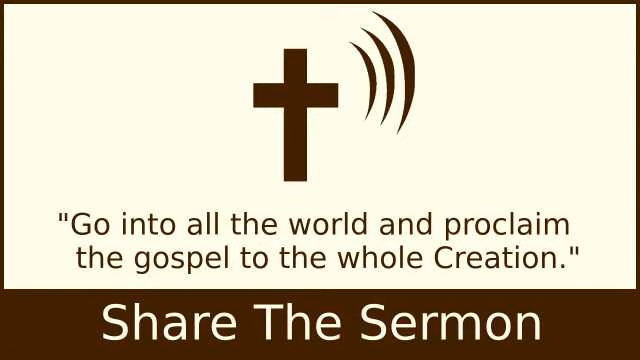 "Go into all the world and proclaim
the gospel to the whole Creation."
Share The Sermon